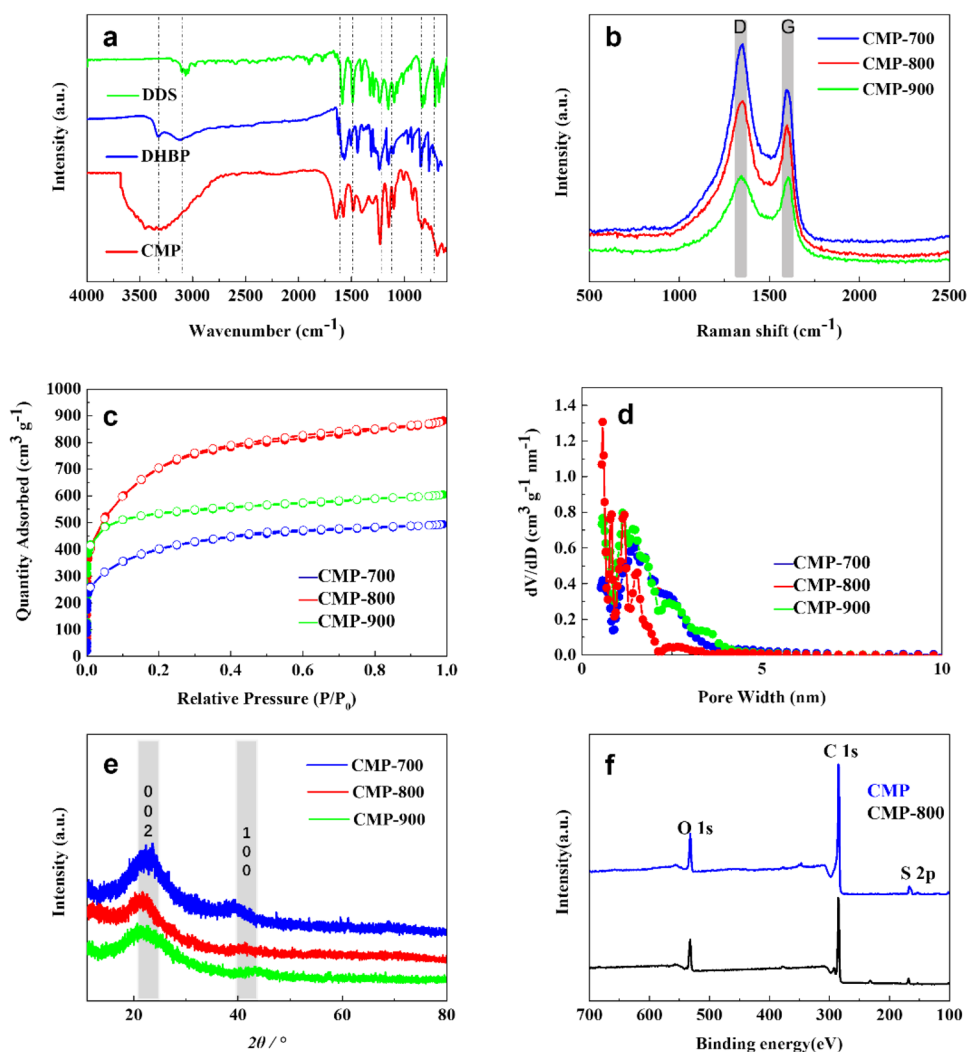 a
DDS
DHBP
CMP
Intensity (a.u.)
4000 3500 3000 2500 2000 1500 1000
Wavenumber (cm-1)
b
D G
CMP-700
CMP-800
CMP-900
Intensity (a.u.)
500 1000 1500 2000 2500
Raman shift (cm-1)
c
1000
900
800
700
600
500
400
300
200
100
0
Quantity Adsorbed (cm3 g-1)
CMP-700
CMP-800
CMP-900
0.0 0.2 0.4 0.6 0.8 1.0
Relative Pressure (P/P0)
d
1.4
1.2
1.0
0.8
0.6
0.4
0.2
0.0
dV/dD (cm3 g-1 nm-1)
CMP-700
CMP-800
CMP-900
0 5 10
Pore Width (nm)
e
002
100
CMP-700
CMP-800
CMP-900
Intensity (a.u.)
20 40 60 80
2θ / °
f
C 1s
O 1s
S 2p
CMP
CMP-800
Intensity(a.u.)
700 600 500 400 300 200 100
Binding energy(eV)